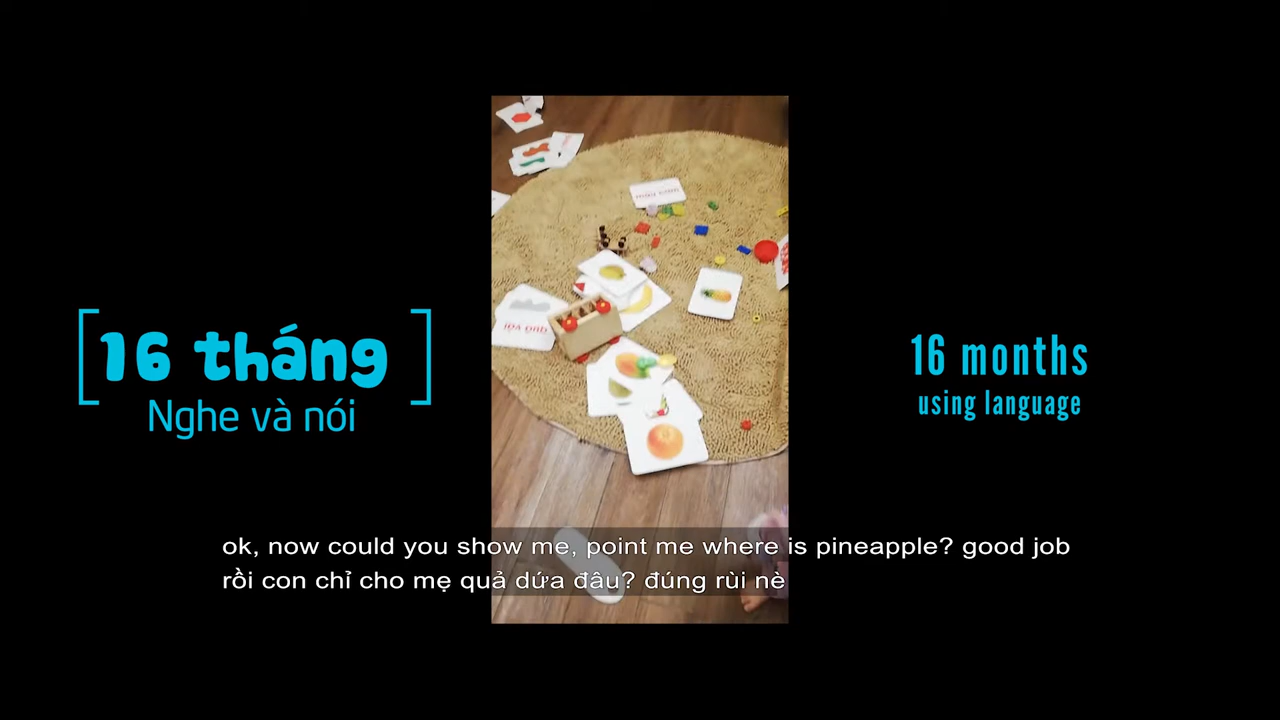 16 tháng
Nghe và nói
16 months
using language
ok, now could you show me, point me where is pineapple? good job
rồi con chỉ cho mẹ quả dứa đâu? đúng rùi nè